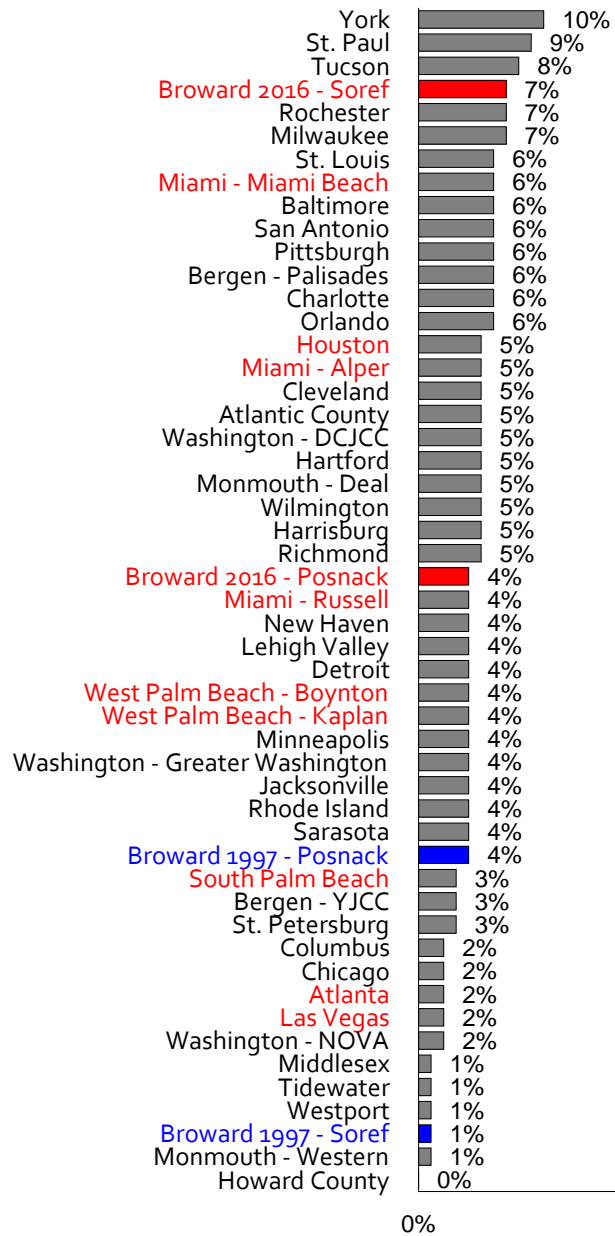 York 10%
St. Paul 9%
Tucson 8%
Broward 2016 - Soref 7%
Rochester 7%
Milwaukee 7%
St. Louis 6%
Miami - Miami Beach 6%
Baltimore 6%
San Antonio 6%
Pittsburgh 6%
Bergen - Palisades 6%
Charlotte 6%
Orlando 6%
Houston 5%
Miami - Alper 5%
Cleveland 5%
Atlantic County 5%
Washington - DCJCC 5%
Hartford 5%
Monmouth - Deal 5%
Wilmington 5%
Harrisburg 5%
Richmond 5%
Broward 2016 - Posnack 4%
Miami - Russell 4%
New Haven 4%
Lehigh Valley 4%
Detroit 4%
West Palm Beach - Boynton 4%
West Palm Beach - Kaplan 4%
Minneapolis 4%
Washington - Greater Washington 4%
Jacksonville 4%
Rhode Island 4%
Sarasota 4%
Broward 1997 - Posnack 4%
South Palm Beach 3%
Bergen - YJCC 3%
St. Petersburg 3%
Columbus 2%
Chicago 2%
Atlanta 2%
Las Vegas 2%
Washington - NOVA 2%
Middlesex 1%
Tidewater 1%
Westport 1%
Broward 1997 - Soref 1%
Monmouth - Western 1%
Howard County 0%
0%